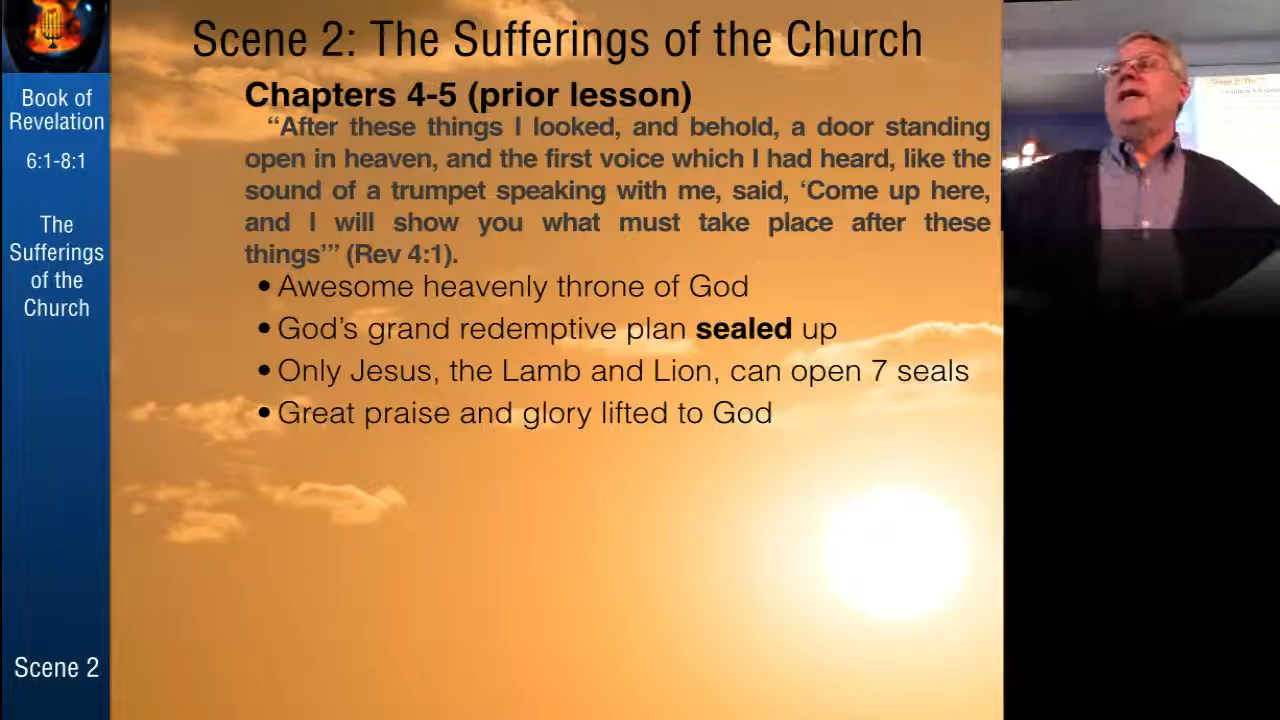 Scene 2: The Sufferings of the Church
Book of
Revelation
6:1-8:1
The
Sufferings
of the
Church
Scene 2
Chapters 4-5 (prior lesson)
“After these things I looked, and behold, a door standing
open in heaven, and the first voice which I had heard, like the
sound of a trumpet speaking with me, said, ‘Come up here,
and I will show you what must take place after these
things’” (Rev 4:1).
• Awesome heavenly throne of God
• God’s grand redemptive plan sealed up
• Only Jesus, the Lamb and Lion, can open 7 seals
• Great praise and glory lifted to God